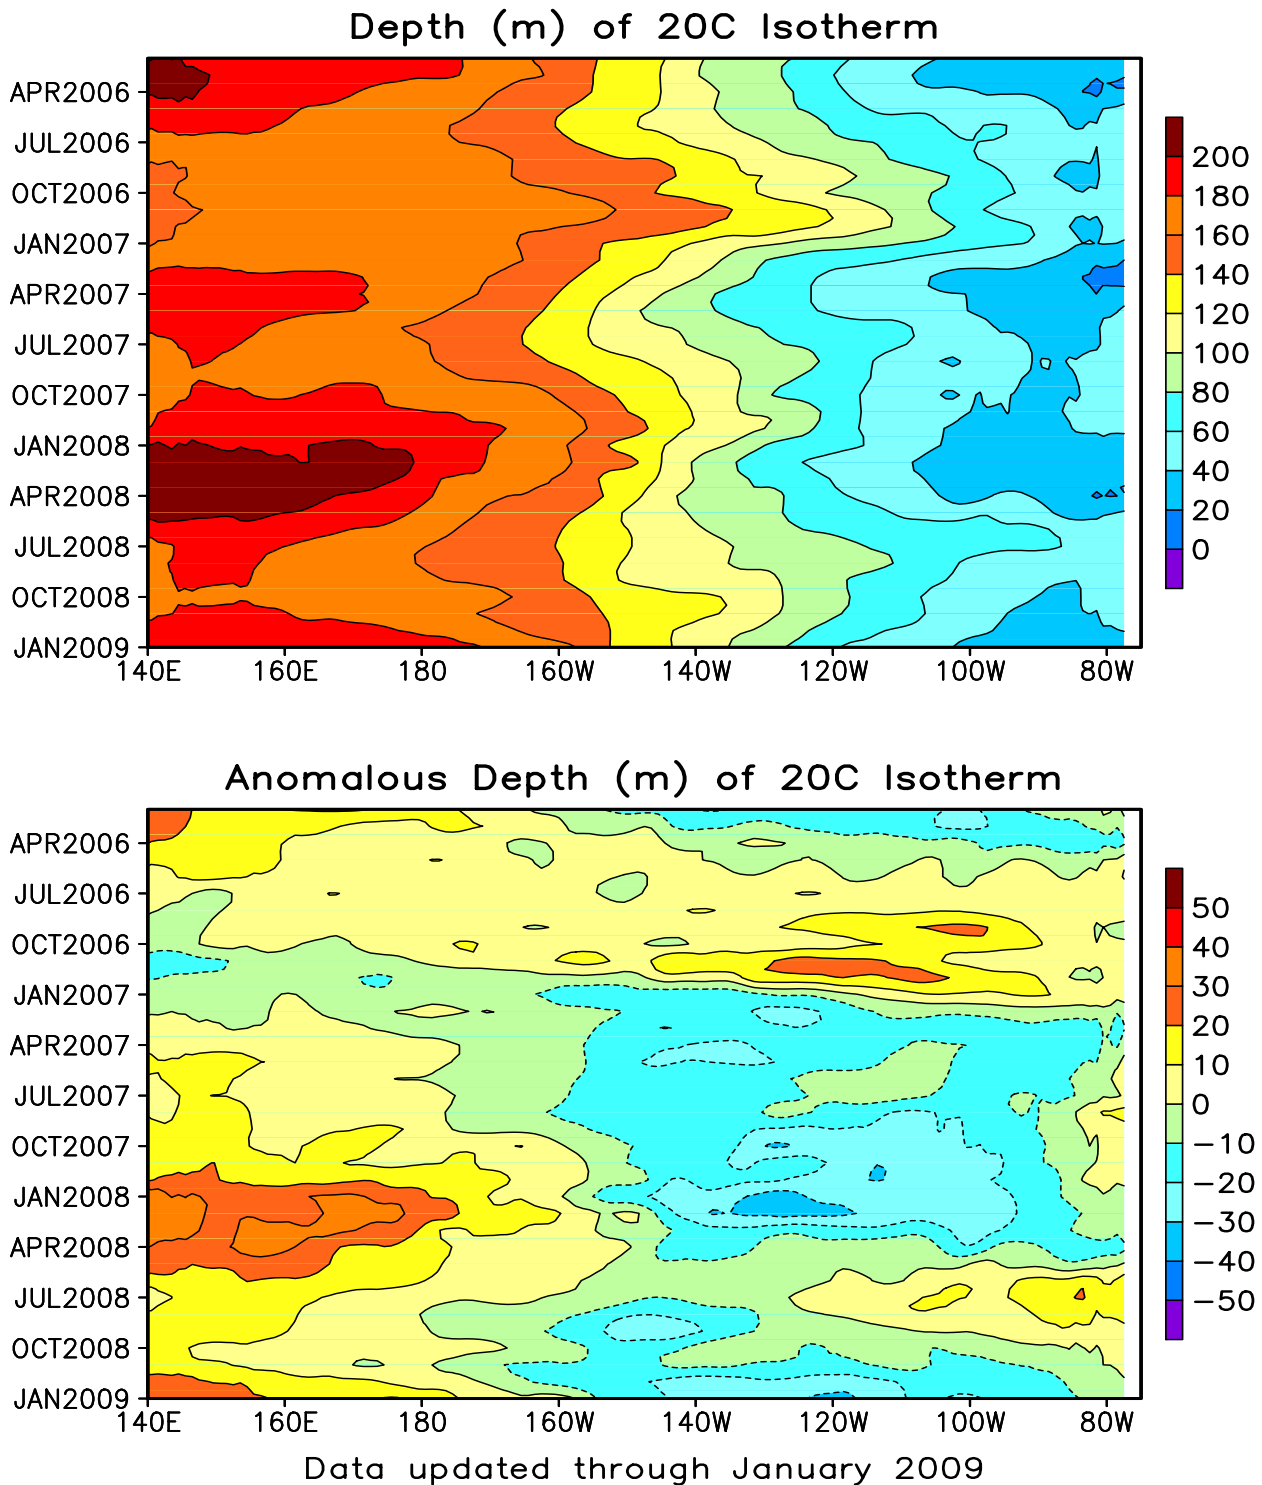 Depth (m) of 20C Isotherm
APR2006
JUL2006
OCT2006
JAN2007
APR2007
JUL2007
OCT2007
JAN2008
APR2008
JUL2008
OCT2008
JAN2009
140E 160E 180 160W 140W 120W 100W 80W
200
180
160
140
120
100
80
60
40
20
0
Anomalous Depth (m) of 20C Isotherm
APR2006
JUL2006
OCT2006
JAN2007
APR2007
JUL2007
OCT2007
JAN2008
APR2008
JUL2008
OCT2008
JAN2009
140E 160E 180 160W 140W 120W 100W 80W
50
40
30
20
10
0
−10
−20
−30
−40
−50
Data updated through January 2009